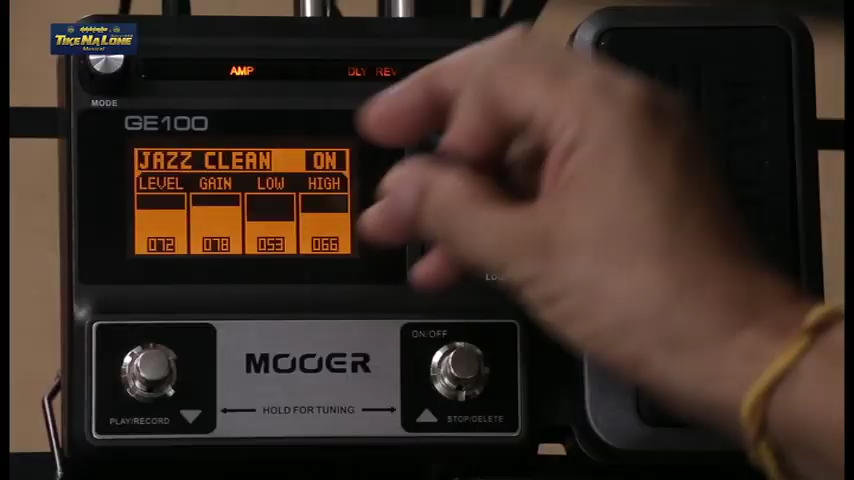 TIKE NA LONE
Musical
AMP
DLY REV
MODE
GE100
JAZZ CLEAN ON
LEVEL GAIN LOW HIGH
072 078 053 066
ON/OFF
MOOER
HOLD FOR TUNING
PLAY/RECORD
STOP/DELETE